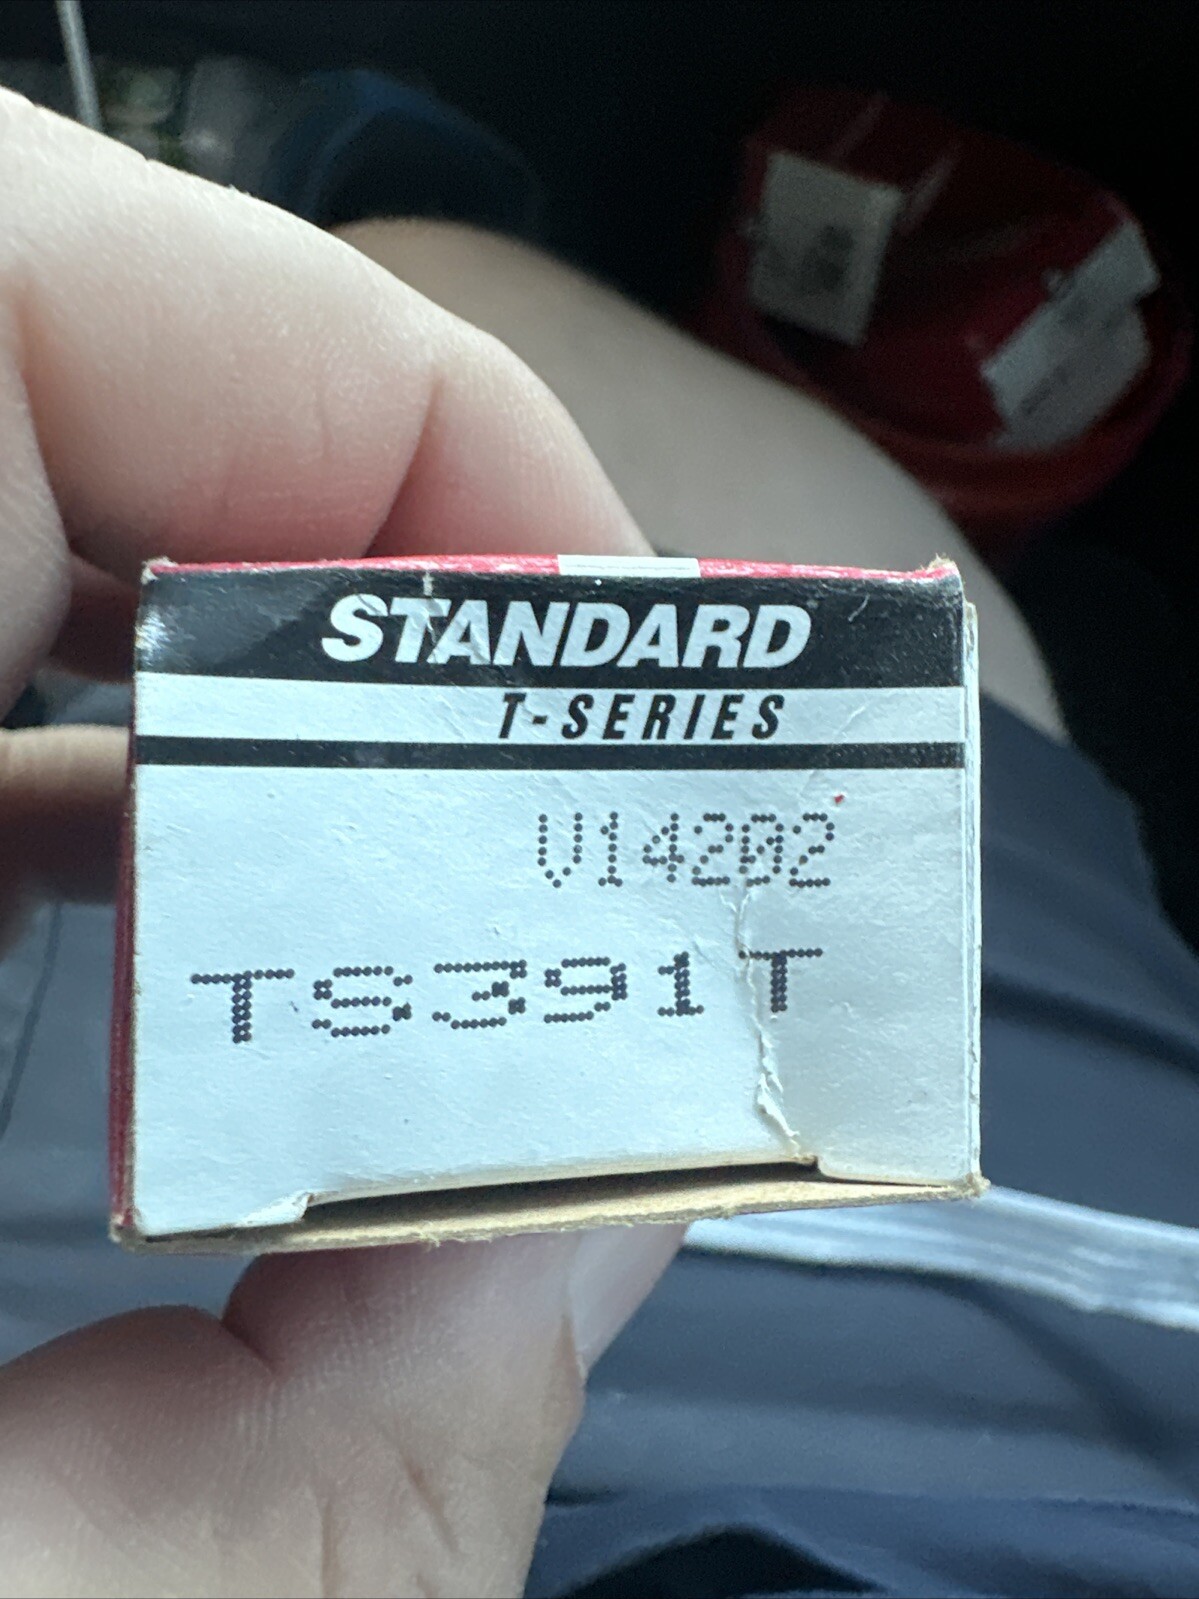 STANDARD
T-SERIES
V14202
TS391T